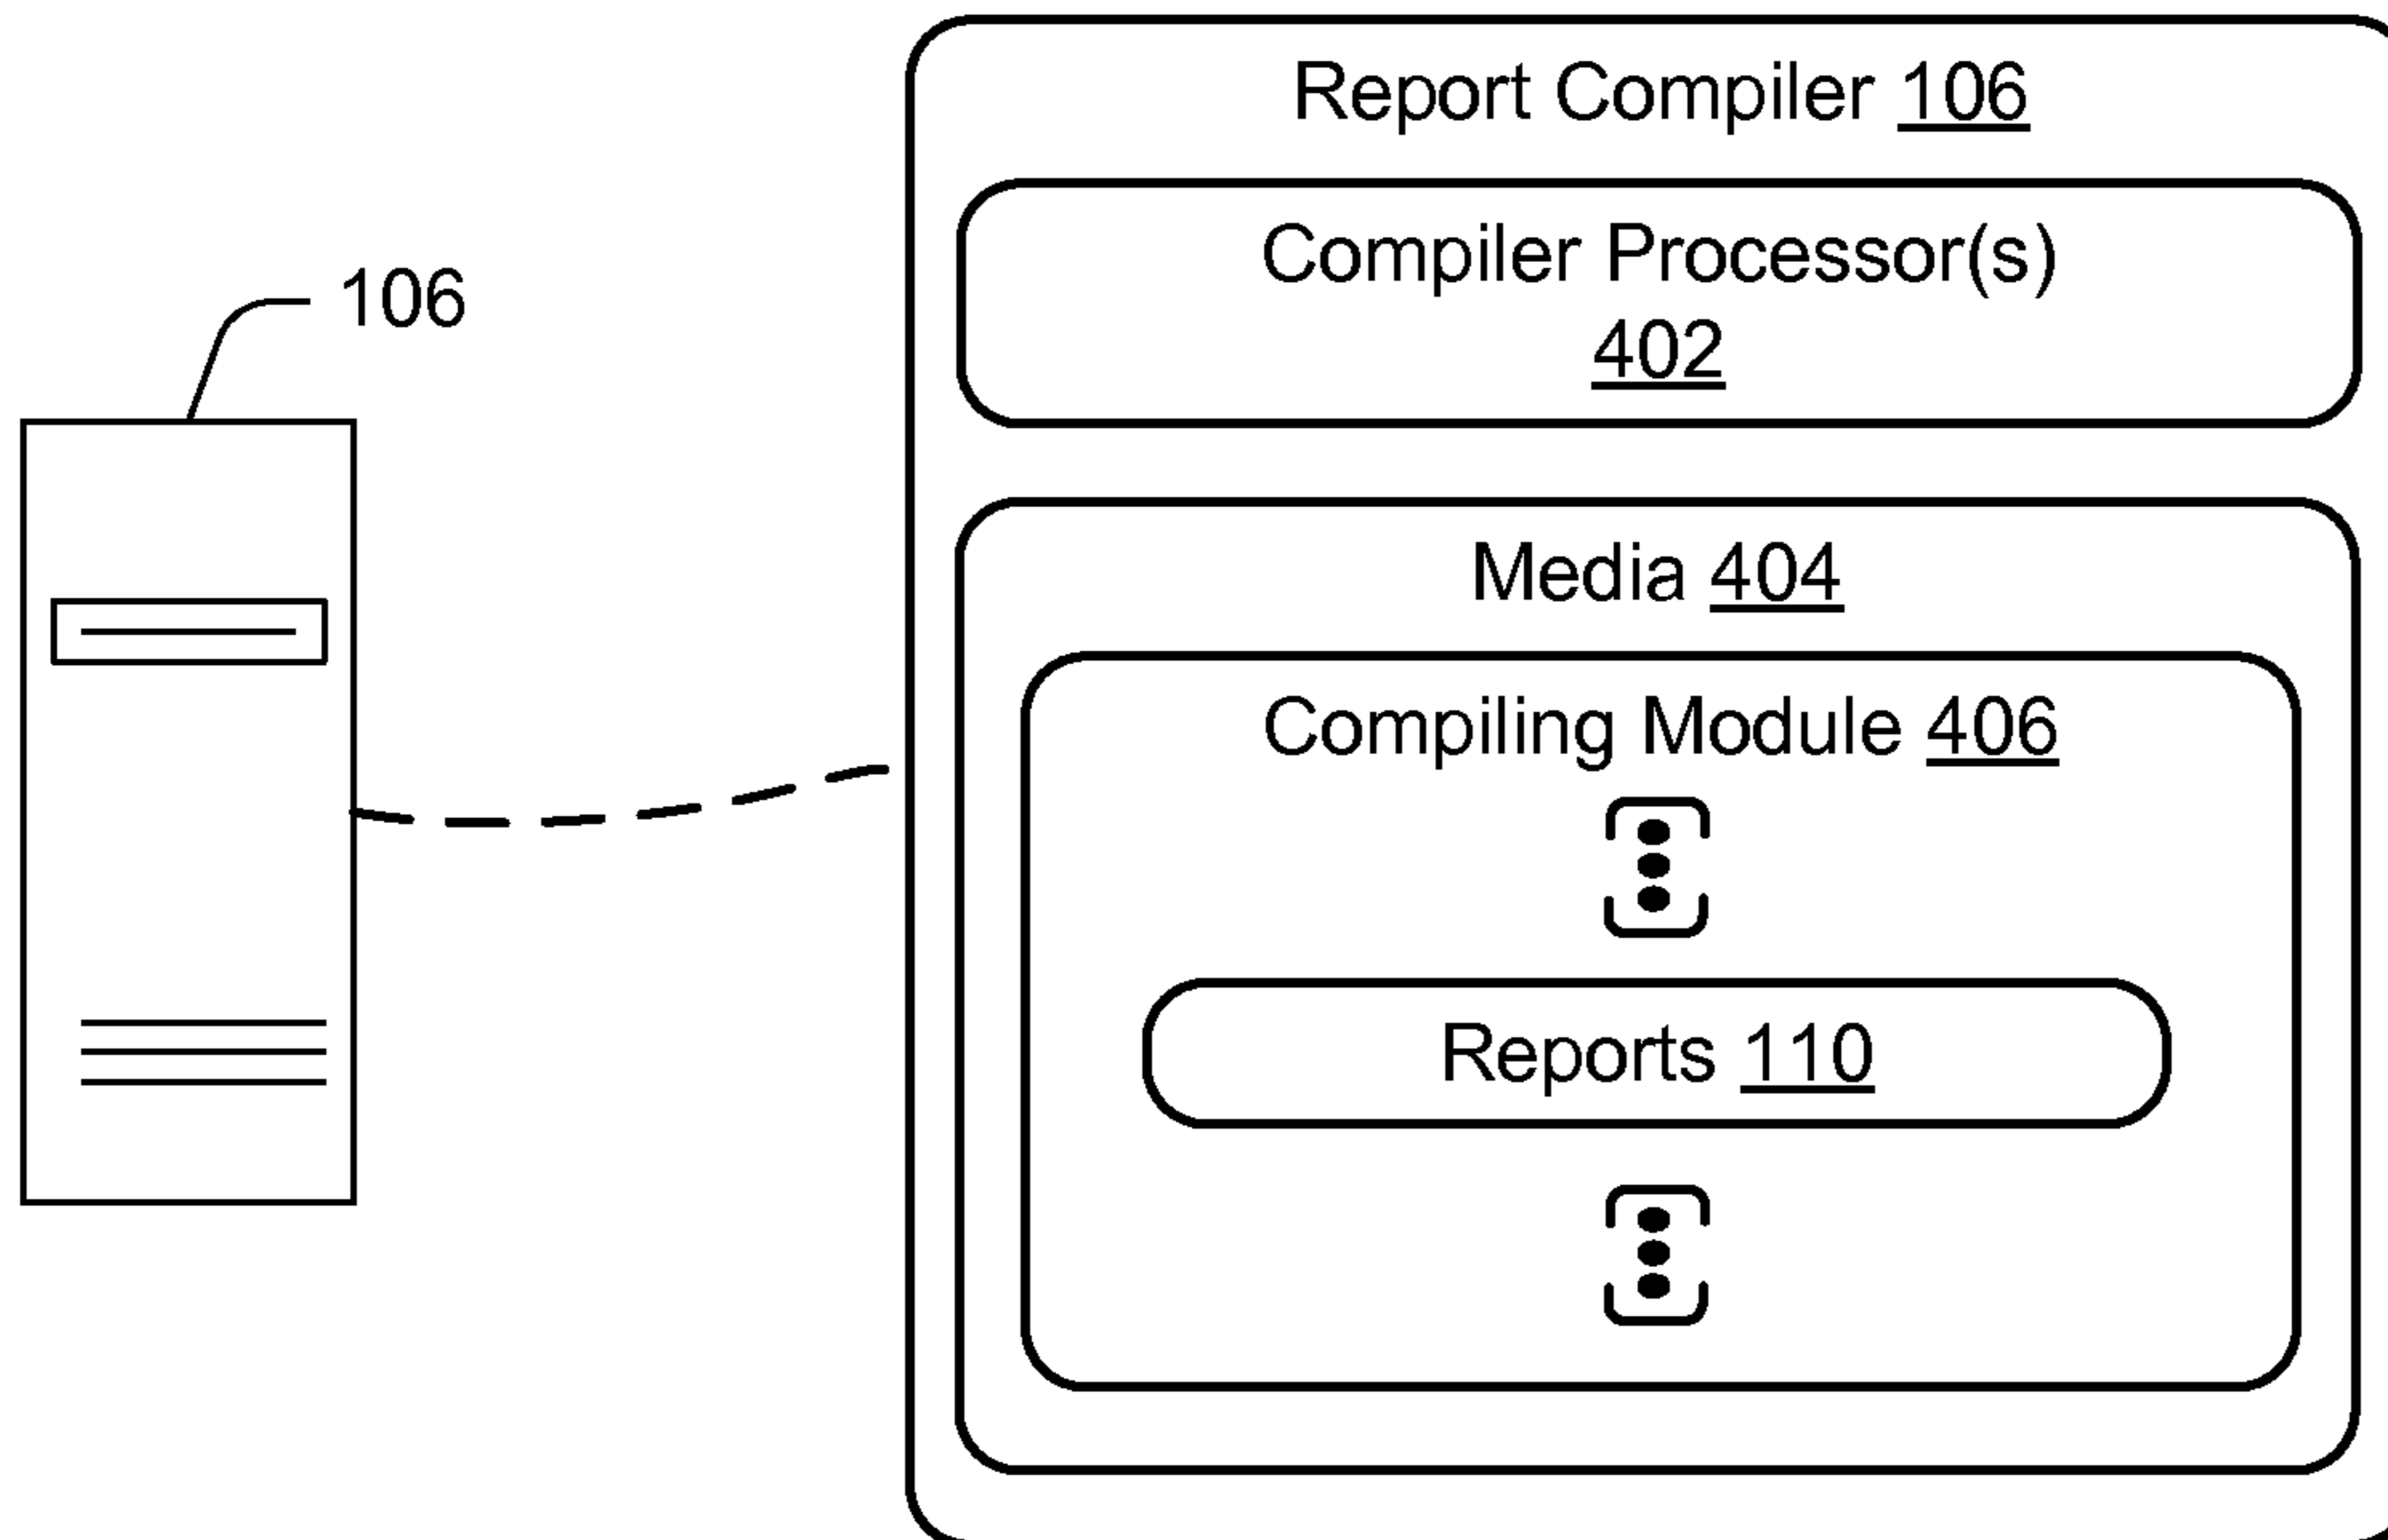 106
Report Compiler 106
Compiler Processor(s)
402
Media 404
Compiling Module 406
Reports 110